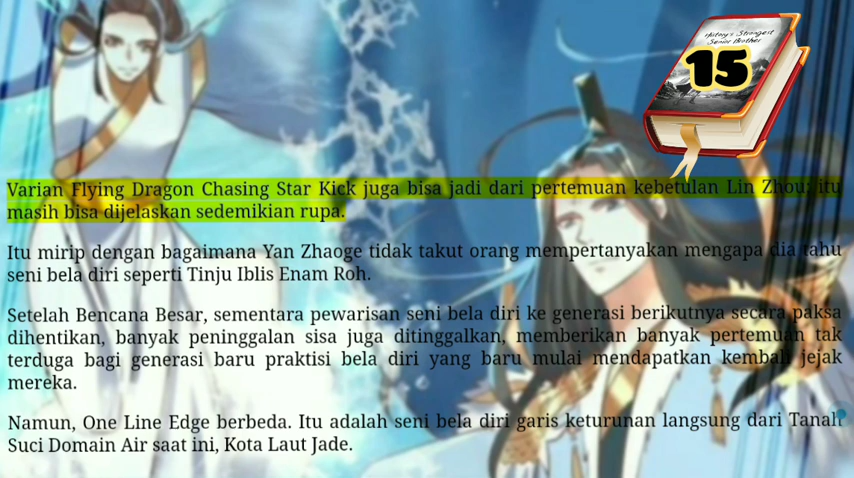 History's Strongest
Senior Brother
15
Varian Flying Dragon Chasing Star Kick juga bisa jadi dari pertemuan kebetulan Lin Zhou; itu
masih bisa dijelaskan sedemikian rupa.
Itu mirip dengan bagaimana Yan Zhaoge tidak takut orang mempertanyakan mengapa dia tahu
seni bela diri seperti Tinju Iblis Enam Roh.
Setelah Bencana Besar, sementara pewarisan seni bela diri ke generasi berikutnya secara paksa
dihentikan, banyak peninggalan sisa juga ditinggalkan, memberikan banyak pertemuan tak
terduga bagi generasi baru praktisi bela diri yang baru mulai mendapatkan kembali jejak
mereka.
Namun, One Line Edge berbeda. Itu adalah seni bela diri garis keturunan langsung dari Tanah
Suci Domain Air saat ini, Kota Laut Jade.